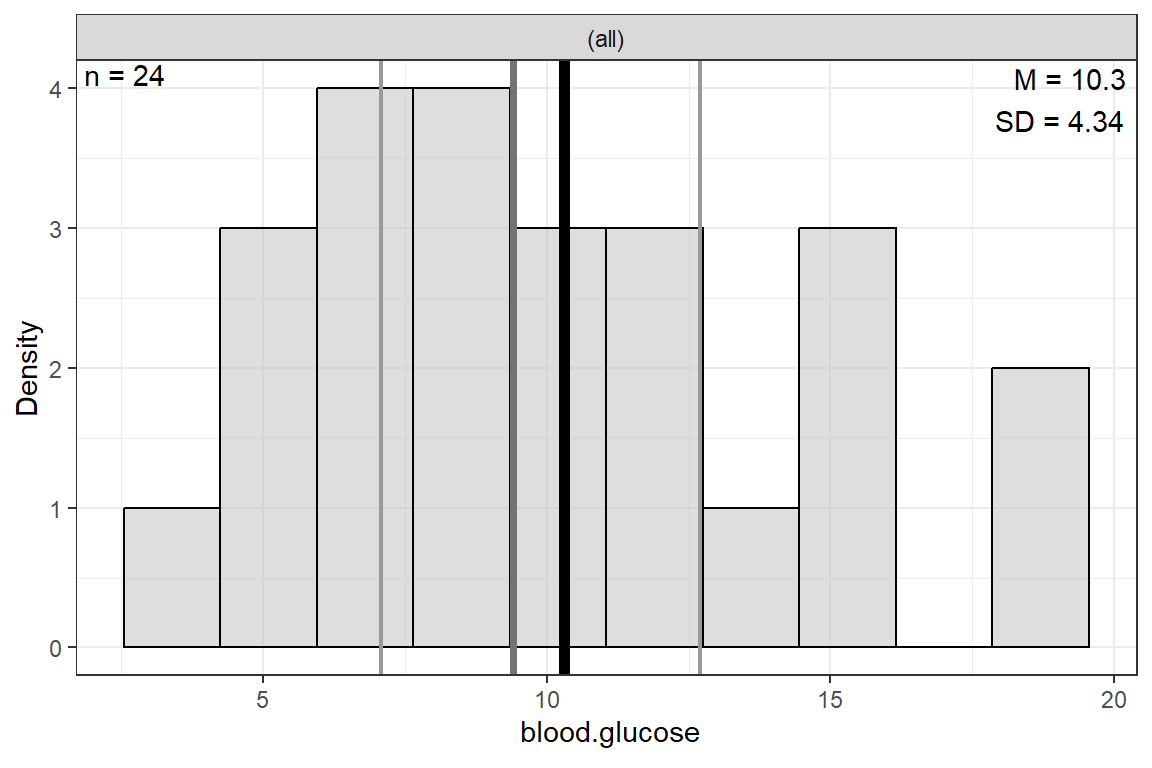 (all)
n = 24
M = 10.3
SD = 4.34
Density
4
3
2
1
0
5 10 15 20
blood.glucose